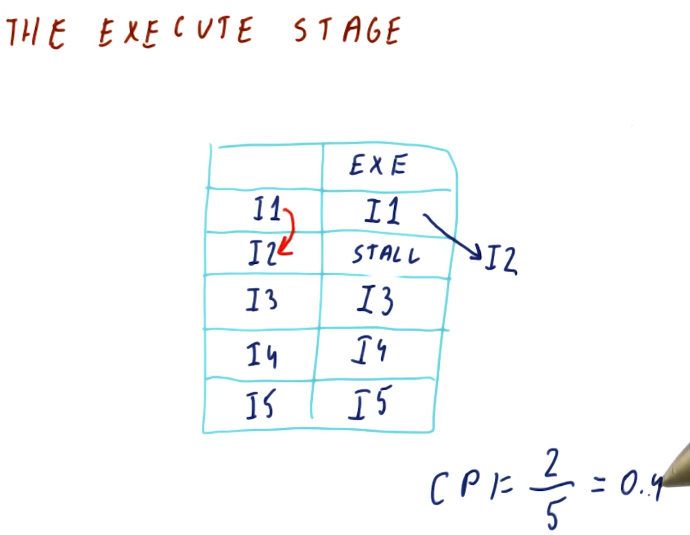 THE EXECUTE STAGE
EXE
I1 I1
I2 STALL I2
I3 I3
I4 I4
I5 I5
CPI = 2/5 = 0.4